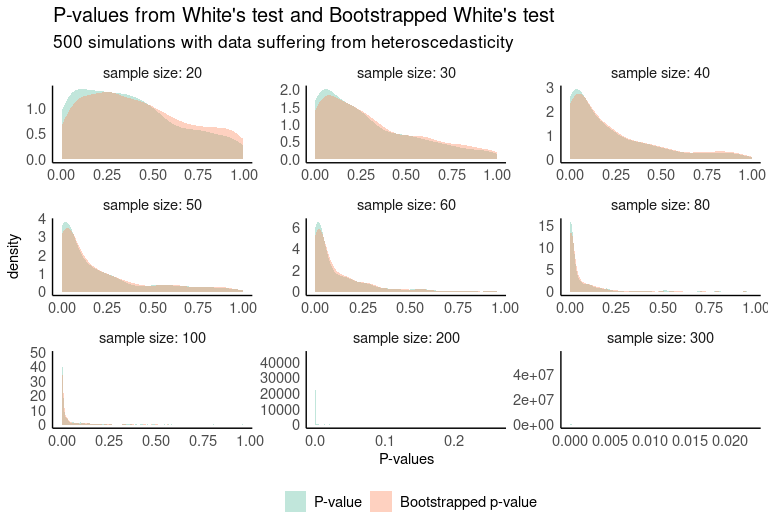 P-values from White's test and Bootstrapped White's test
500 simulations with data suffering from heteroscedasticity
sample size: 20
sample size: 30
sample size: 40
0.0 0.5 1.0
0.0 0.5 1.0 1.5 2.0
0 1 2 3
0.00 0.25 0.50 0.75 1.00
0.00 0.25 0.50 0.75 1.00
0.00 0.25 0.50 0.75 1.00
sample size: 50
sample size: 60
sample size: 80
0 1 2 3 4
0 2 4 6
0 5 10 15
0.00 0.25 0.50 0.75 1.00
0.00 0.25 0.50 0.75 1.00
0.00 0.25 0.50 0.75 1.00
density
sample size: 100
sample size: 200
sample size: 300
0 10 20 30 40 50
0 10000 20000 30000 40000
0e+00 2e+07 4e+07
0.00 0.25 0.50 0.75 1.00
0.0 0.1 0.2
0.000 0.005 0.010 0.015 0.020
P-values
P-value Bootstrapped p-value